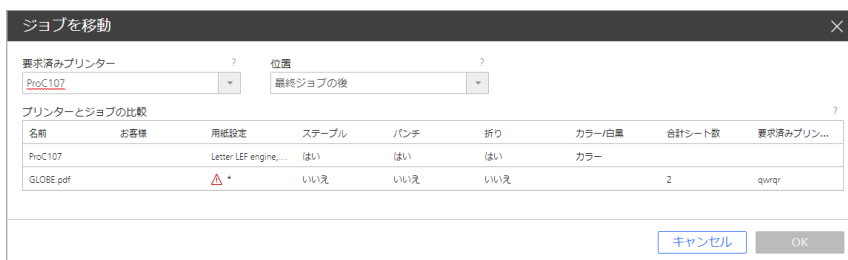 ジョブを移動
要求済みプリンター ? 位置 ?
ProC107 最終ジョブの後
プリンターとジョブの比較 ?
名前 お客様 用紙設定 ステープル パンチ 折り カラー/白黒 合計シート数 要求済みプリン...
ProC107 Letter LEF engine,... はい はい はい カラー
GLOBE.pdf * いいえ いいえ いいえ 2 qwrqr
キャンセル OK